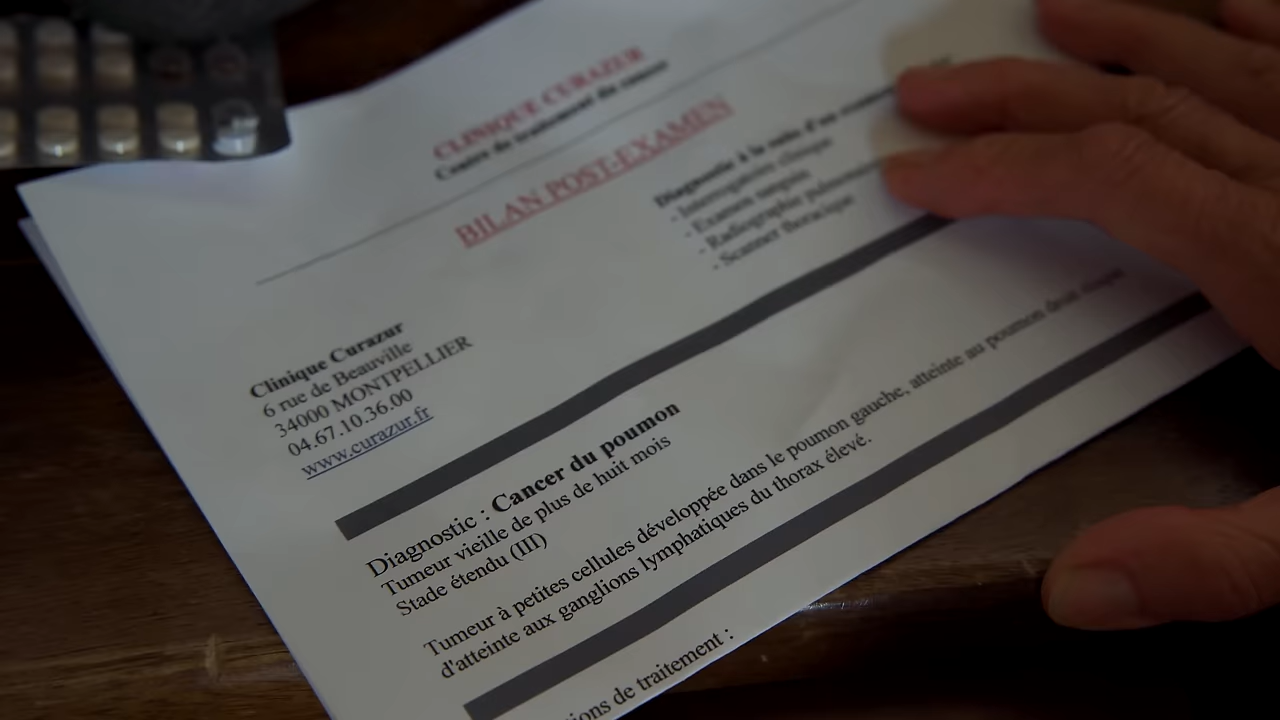 CLINIQUE CURAZUR
Centre de traitement du cancer
BILAN POST-EXAMEN
Diagnostic à la suite d'un examen
- Interrogatoire clinique
- Examen sanguin
- Radiographie pulmonaire
- Scanner thoracique
Clinique Curazur
6 rue de Beauville
34000 MONTPELLIER
04.67.10.36.00
www.curazur.fr
Diagnostic : Cancer du poumon
Tumeur vieille de plus de huit mois
Stade étendu (III)
Tumeur à petites cellules développée dans le poumon gauche, atteinte au poumon droit risque
d'atteinte aux ganglions lymphatiques du thorax élevé.
ions de traitement :